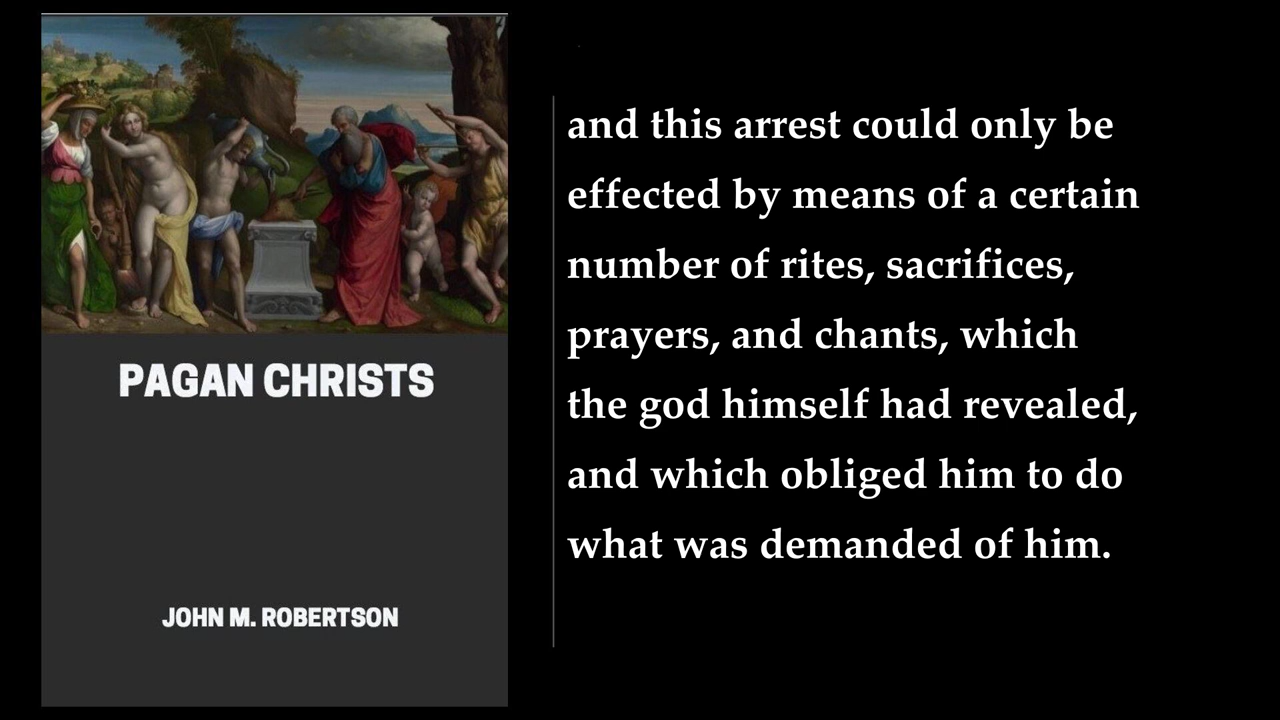 PAGAN CHRISTS
JOHN M. ROBERTSON
and this arrest could only be
effected by means of a certain
number of rites, sacrifices,
prayers, and chants, which
the god himself had revealed,
and which obliged him to do
what was demanded of him.